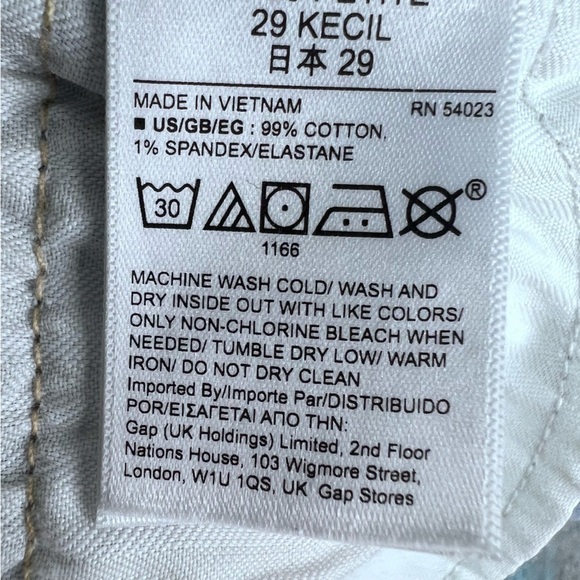 29 KECIL
日本 29
MADE IN VIETNAM RN 54023
■ US/GB/EG : 99% COTTON,
1% SPANDEX/ELASTANE
30 ®
1166
MACHINE WASH COLD/ WASH AND
DRY INSIDE OUT WITH LIKE COLORS/
ONLY NON-CHLORINE BLEACH WHEN
NEEDED/ TUMBLE DRY LOW/ WARM
IRON/ DO NOT DRY CLEAN
Imported By/Importe Par/DISTRIBUIDO
POR/ΕΙΣΑΓΕΤΑΙ ΑΠΟ ΤΗΝ:
Gap (UK Holdings) Limited, 2nd Floor
Nations House, 103 Wigmore Street,
London, W1U 1QS, UK Gap Stores